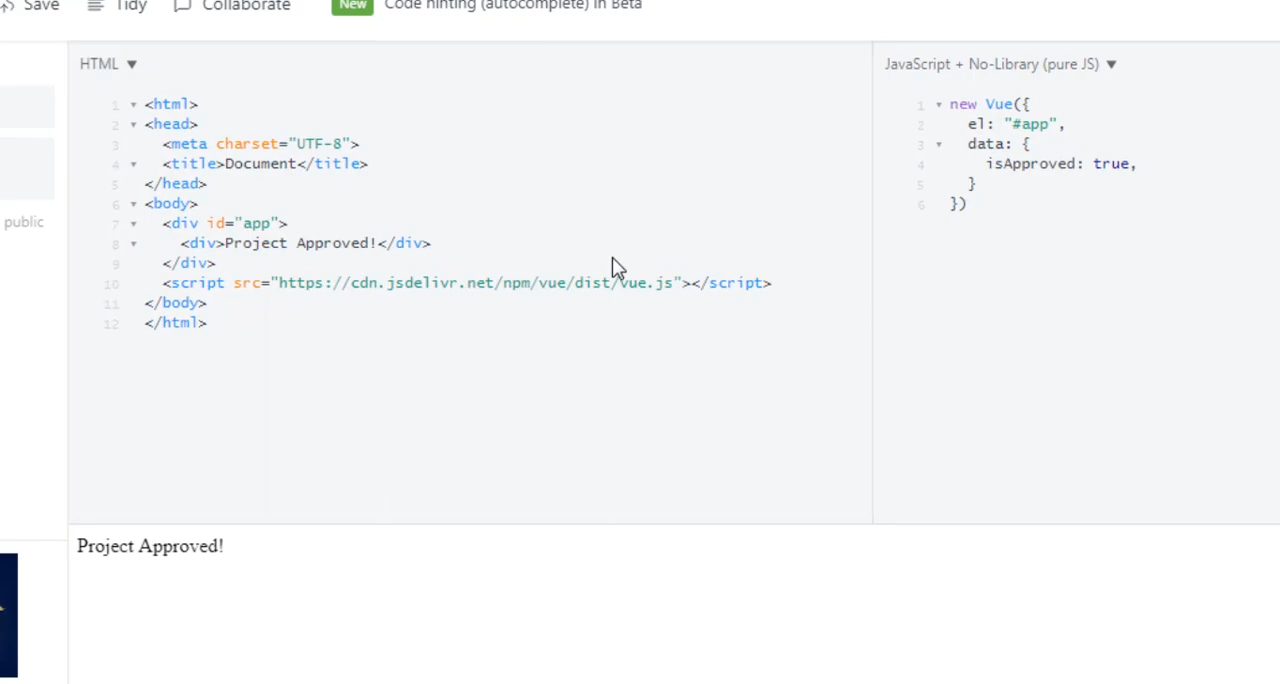 Save Tidy Collaborate New Code hinting (autocomplete) in Beta
HTML ▼
1 ▾ <html>
2 ▾ <head>
3 <meta charset="UTF-8">
4 ▾ <title>Document</title>
5 </head>
6 ▾ <body>
7 ▾ <div id="app">
8 ▾ <div>Project Approved!</div>
9 </div>
10 <script src="https://cdn.jsdelivr.net/npm/vue/dist/vue.js"></script>
11 </body>
12 </html>
JavaScript + No-Library (pure JS) ▼
1 ▾ new Vue({
2 el: "#app",
3 ▾ data: {
4 isApproved: true,
5 }
6 })
public
Project Approved!